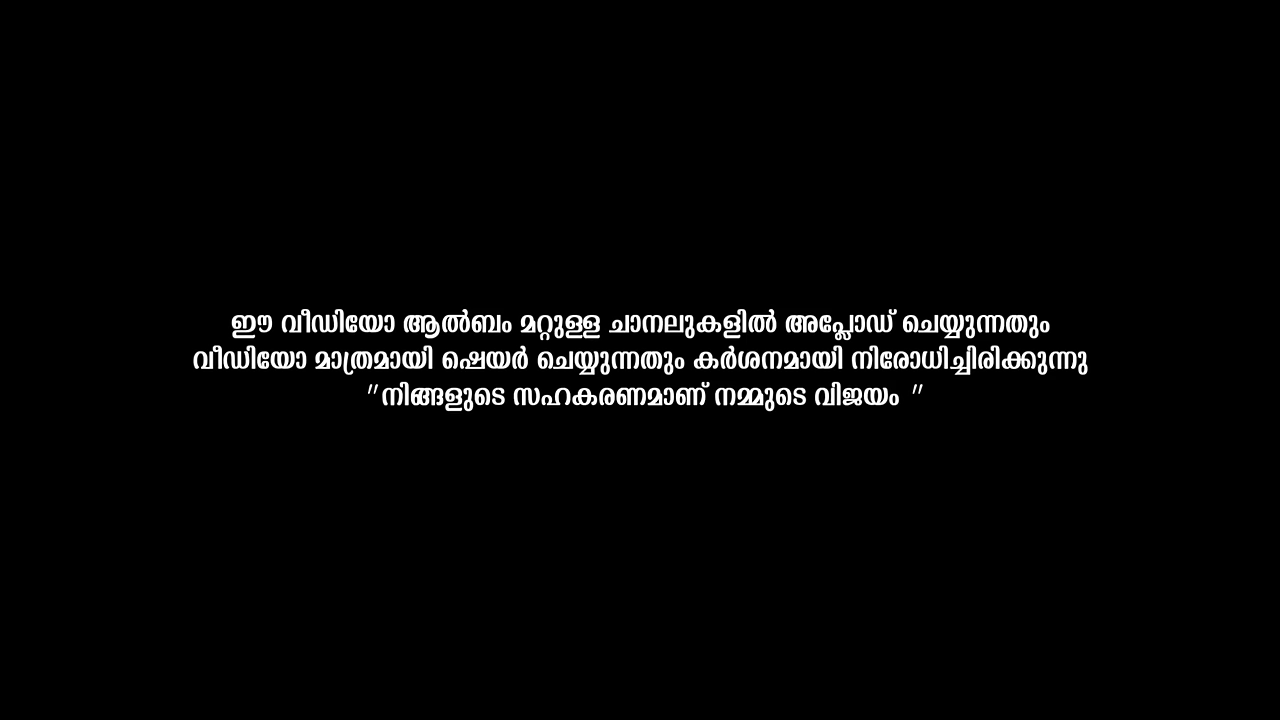 ഈ വീഡിയോ ആൽബം മറ്റുള്ള ചാനലുകളിൽ അപ്ലോഡ് ചെയ്യുന്നതും
വീഡിയോ മാത്രമായി ഷെയർ ചെയ്യുന്നതും കർശനമായി നിരോധിച്ചിരിക്കുന്നു
"നിങ്ങളുടെ സഹകരണമാണ് നമ്മുടെ വിജയം "